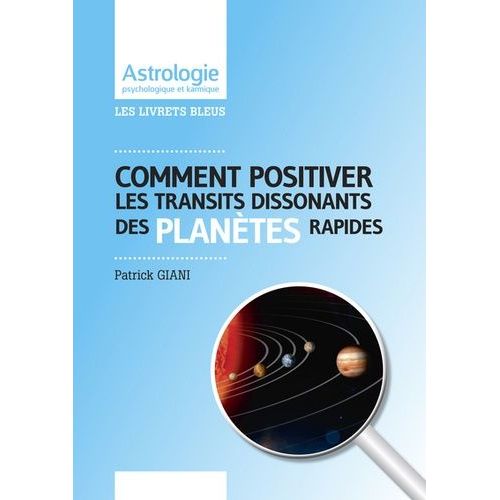 Astrologie
psychologique et karmique
LES LIVRETS BLEUS
COMMENT POSITIVER
LES TRANSITS DISSONANTS
DES PLANÈTES RAPIDES
Patrick GIANI